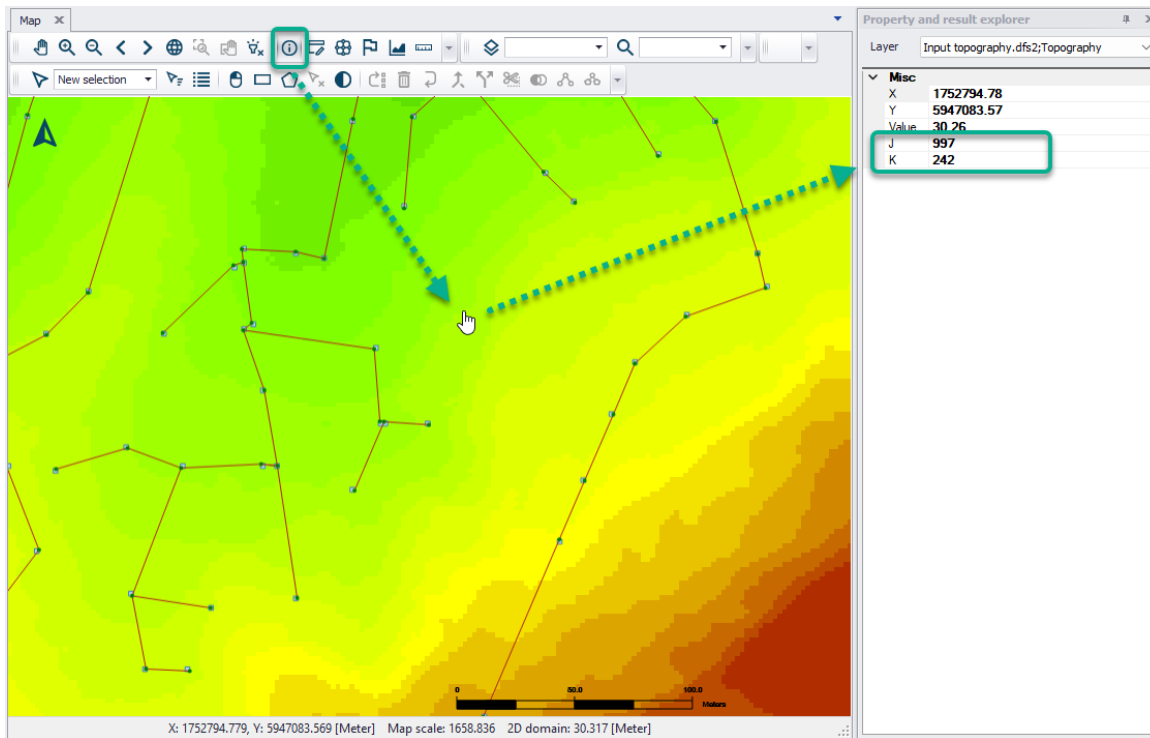 Map
Property and result explorer
Layer
Input topography.dfs2;Topography
New selection
Misc
X 1752794.78
Y 5947083.57
Value 30.26
J 997
K 242
0 50.0 100.0
Meters
X: 1752794.779, Y: 5947083.569 [Meter] Map scale: 1658.836 2D domain: 30.317 [Meter]